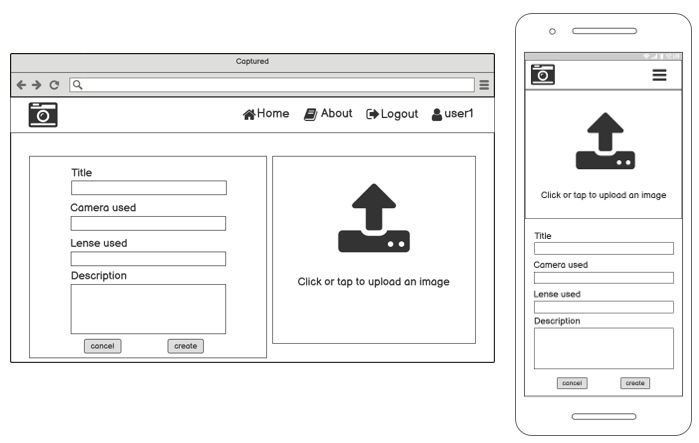 Captured
Home About Logout user1
Title
Camera used
Lense used
Description
cancel create
Click or tap to upload an image
Click or tap to upload an image
Title
Camera used
Lense used
Description
cancel create